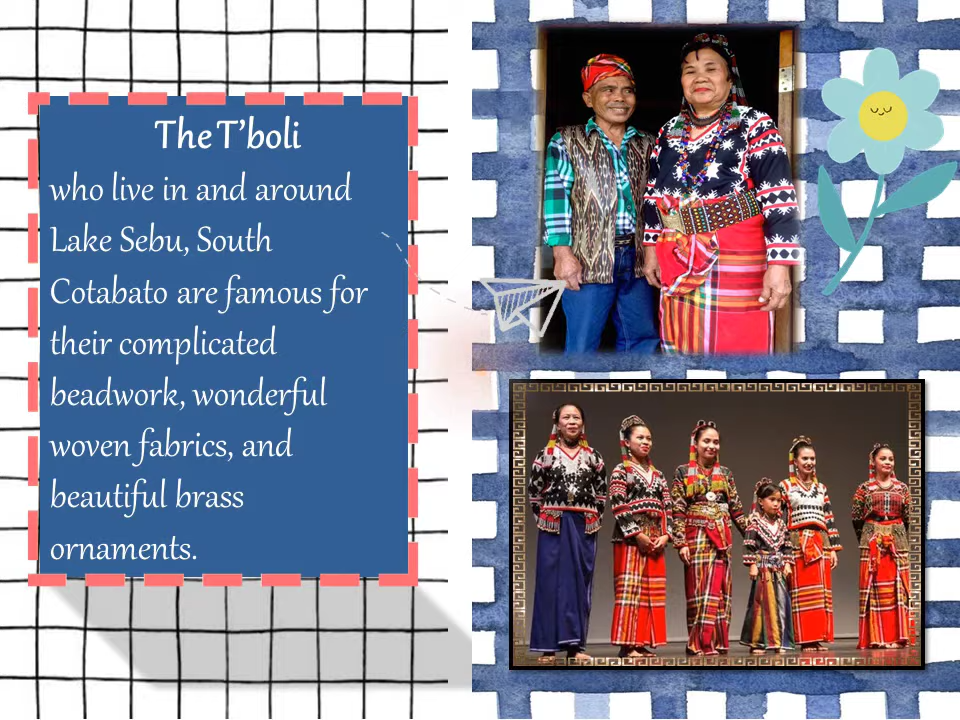 The T'boli
who live in and around
Lake Sebu, South
Cotabato are famous for
their complicated
beadwork, wonderful
woven fabrics, and
beautiful brass
ornaments.